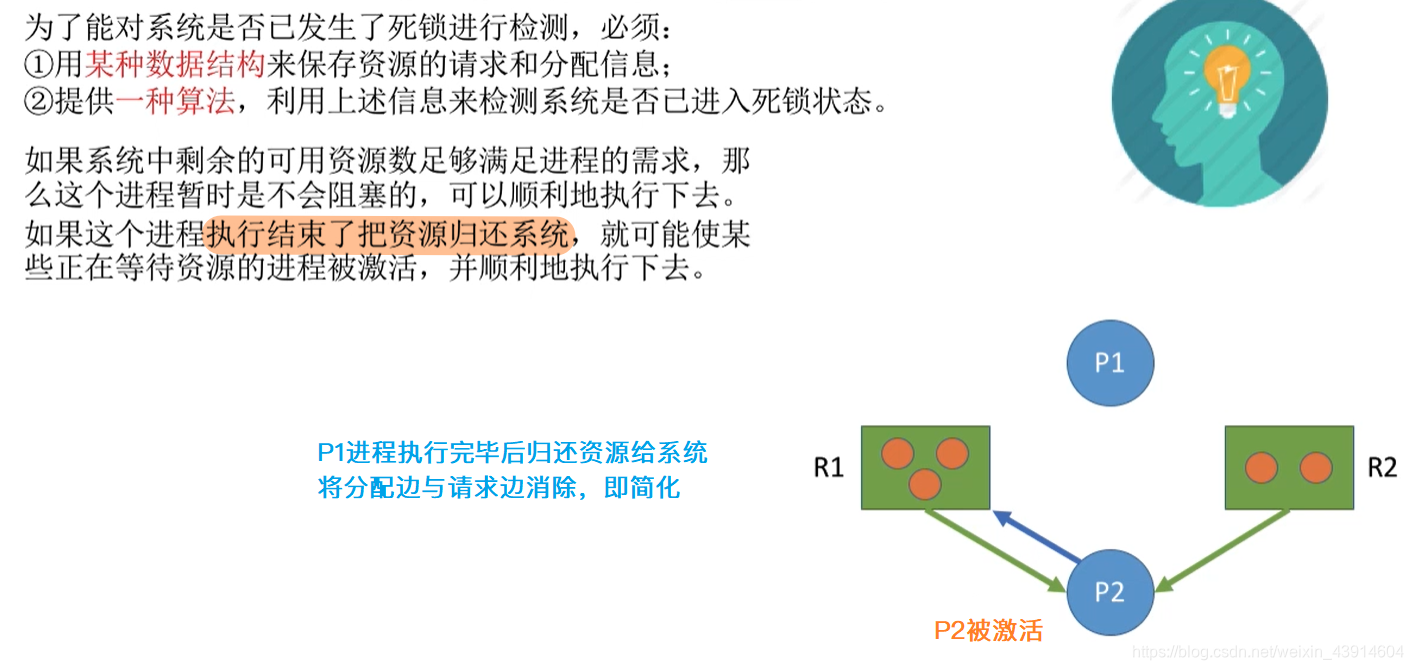 为了能对系统是否已发生了死锁进行检测，必须：
①用某种数据结构来保存资源的请求和分配信息；
②提供一种算法，利用上述信息来检测系统是否已进入死锁状态。
如果系统中剩余的可用资源数足够满足进程的需求，那
么这个进程暂时是不会阻塞的，可以顺利地执行下去。
如果这个进程执行结束了把资源归还系统，就可能使某
些正在等待资源的进程被激活，并顺利地执行下去。
P1
P1进程执行完毕后归还资源给系统
将分配边与请求边消除，即简化
R1
R2
P2
P2被激活
https://blog.csdn.net/weixin_43914604